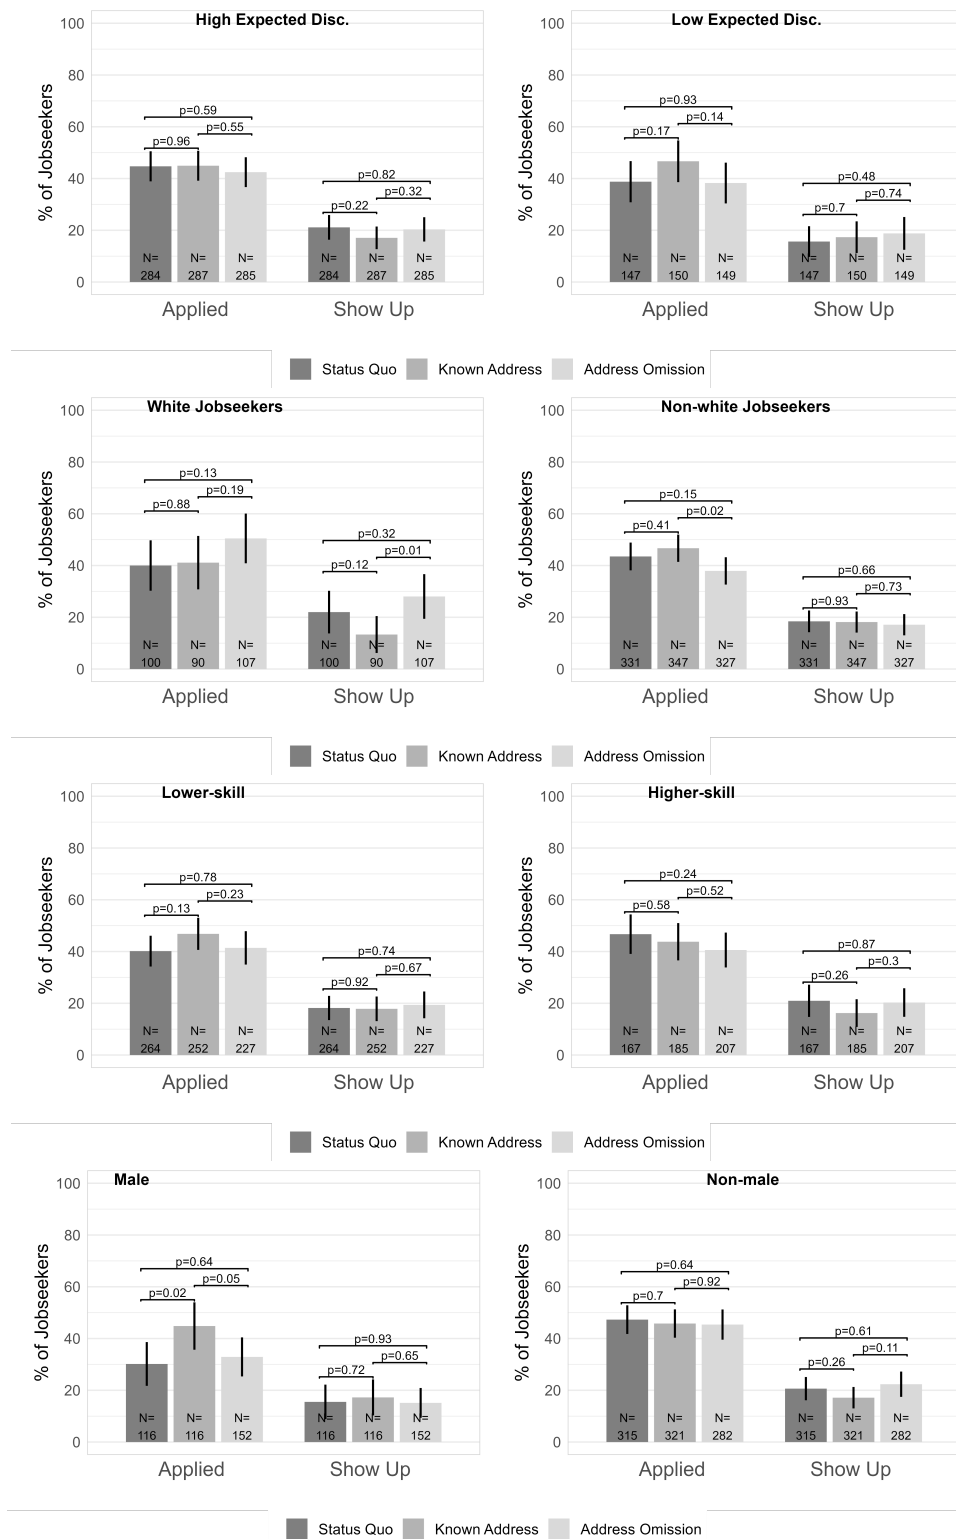 High Expected Disc.
Low Expected Disc.
% of Jobseekers
100
80
60
40
20
0
p=0.59
p=0.55
p=0.96
p=0.82
p=0.32
p=0.22
N= N= N= N= N= N=
284 287 285 284 287 285
Applied Show Up
% of Jobseekers
100
80
60
40
20
0
p=0.93
p=0.14
p=0.17
p=0.48
p=0.74
p=0.7
N= N= N= N= N= N=
147 150 149 147 150 149
Applied Show Up
Status Quo Known Address Address Omission
White Jobseekers
Non-white Jobseekers
% of Jobseekers
100
80
60
40
20
0
p=0.13
p=0.19
p=0.88
p=0.32
p=0.01
p=0.12
N= N= N= N= N= N=
100 90 107 100 90 107
Applied Show Up
% of Jobseekers
100
80
60
40
20
0
p=0.15
p=0.02
p=0.41
p=0.66
p=0.73
p=0.93
N= N= N= N= N= N=
331 347 327 331 347 327
Applied Show Up
Status Quo Known Address Address Omission
Lower-skill
Higher-skill
% of Jobseekers
100
80
60
40
20
0
p=0.78
p=0.23
p=0.13
p=0.74
p=0.67
p=0.92
N= N= N= N= N= N=
264 252 227 264 252 227
Applied Show Up
% of Jobseekers
100
80
60
40
20
0
p=0.24
p=0.52
p=0.58
p=0.87
p=0.3
p=0.26
N= N= N= N= N= N=
167 185 207 167 185 207
Applied Show Up
Status Quo Known Address Address Omission
Male
Non-male
% of Jobseekers
100
80
60
40
20
0
p=0.64
p=0.05
p=0.02
p=0.93
p=0.65
p=0.72
N= N= N= N= N= N=
116 116 152 116 116 152
Applied Show Up
% of Jobseekers
100
80
60
40
20
0
p=0.64
p=0.92
p=0.7
p=0.61
p=0.11
p=0.26
N= N= N= N= N= N=
315 321 282 315 321 282
Applied Show Up
Status Quo Known Address Address Omission